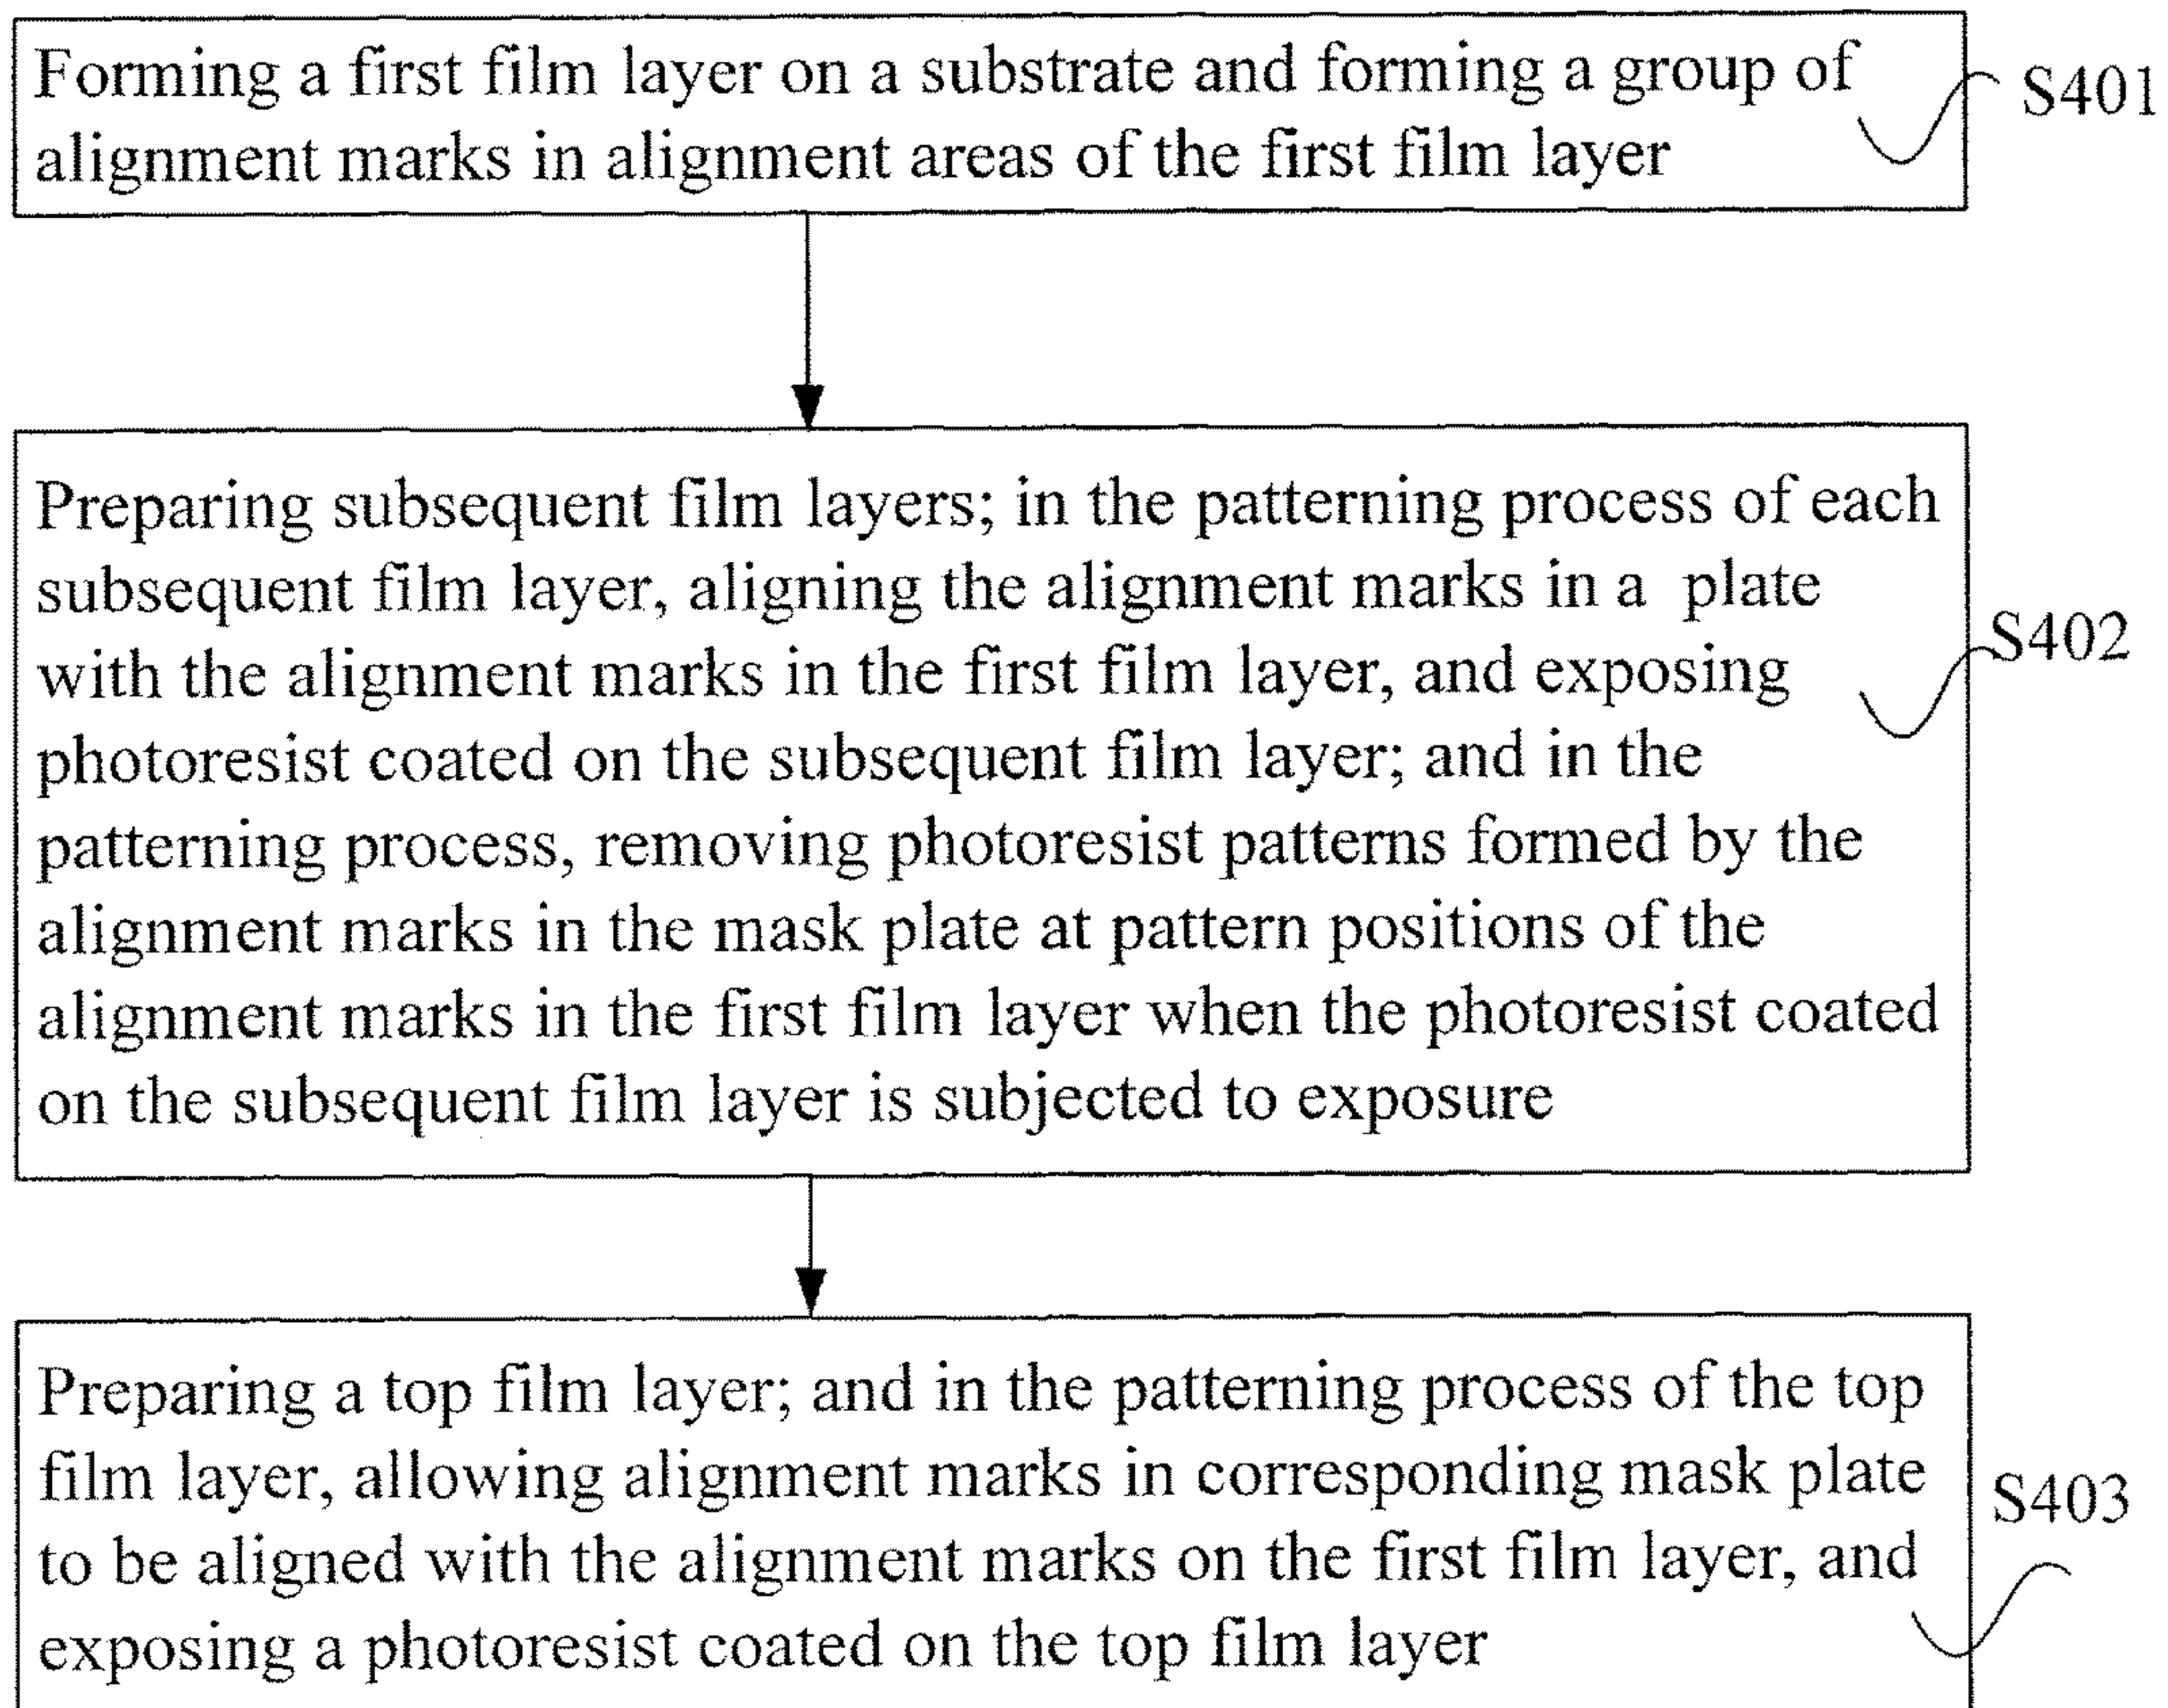 Forming a first film layer on a substrate and forming a group of
alignment marks in alignment areas of the first film layer
S401
Preparing subsequent film layers; in the patterning process of each
subsequent film layer, aligning the alignment marks in a plate
with the alignment marks in the first film layer, and exposing
photoresist coated on the subsequent film layer; and in the
patterning process, removing photoresist patterns formed by the
alignment marks in the mask plate at pattern positions of the
alignment marks in the first film layer when the photoresist coated
on the subsequent film layer is subjected to exposure
S402
Preparing a top film layer; and in the patterning process of the top
film layer, allowing alignment marks in corresponding mask plate
to be aligned with the alignment marks on the first film layer, and
exposing a photoresist coated on the top film layer
S403